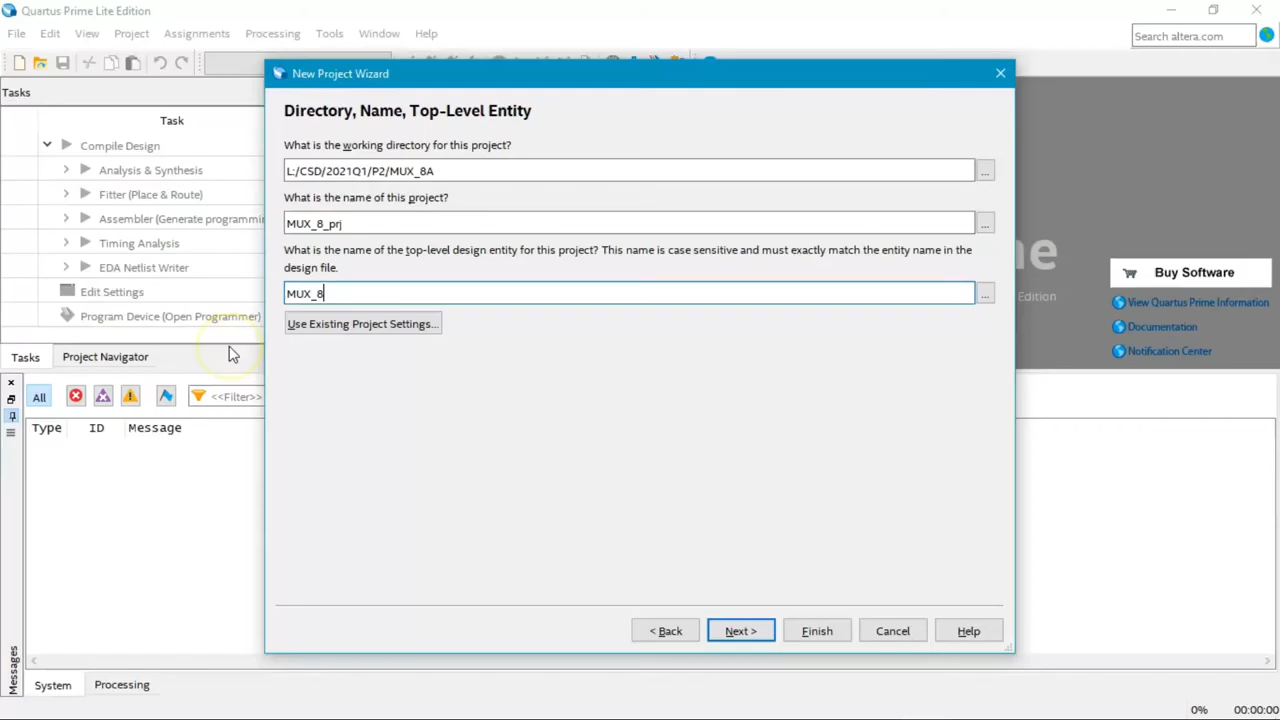 Quartus Prime Lite Edition
File Edit View Project Assignments Processing Tools Window Help
Search altera.com
Tasks
Task
Compile Design
Analysis & Synthesis
Fitter (Place & Route)
Assembler (Generate programmin
Timing Analysis
EDA Netlist Writer
Edit Settings
Program Device (Open Programmer)
Tasks Project Navigator
New Project Wizard
Directory, Name, Top-Level Entity
What is the working directory for this project?
L:/CSD/2021Q1/P2/MUX_8A
...
What is the name of this project?
MUX_8_prj
...
What is the name of the top-level design entity for this project? This name is case sensitive and must exactly match the entity name in the
design file.
MUX_8
...
Use Existing Project Settings...
< Back Next > Finish Cancel Help
me
Edition
Buy Software
View Quartus Prime Information
Documentation
Notification Center
All <<Filter>>
Type ID Message
Messages
System Processing
0% 00:00:00